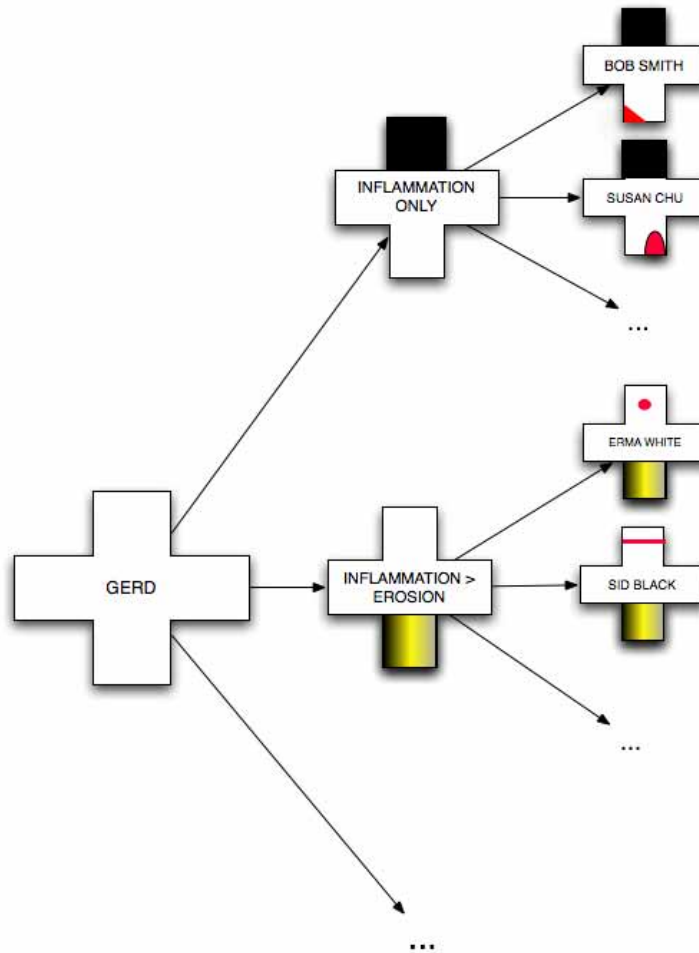 BOB SMITH
INFLAMMATION
ONLY
SUSAN CHU
...
ERMA WHITE
GERD
INFLAMMATION >
EROSION
SID BLACK
...
...